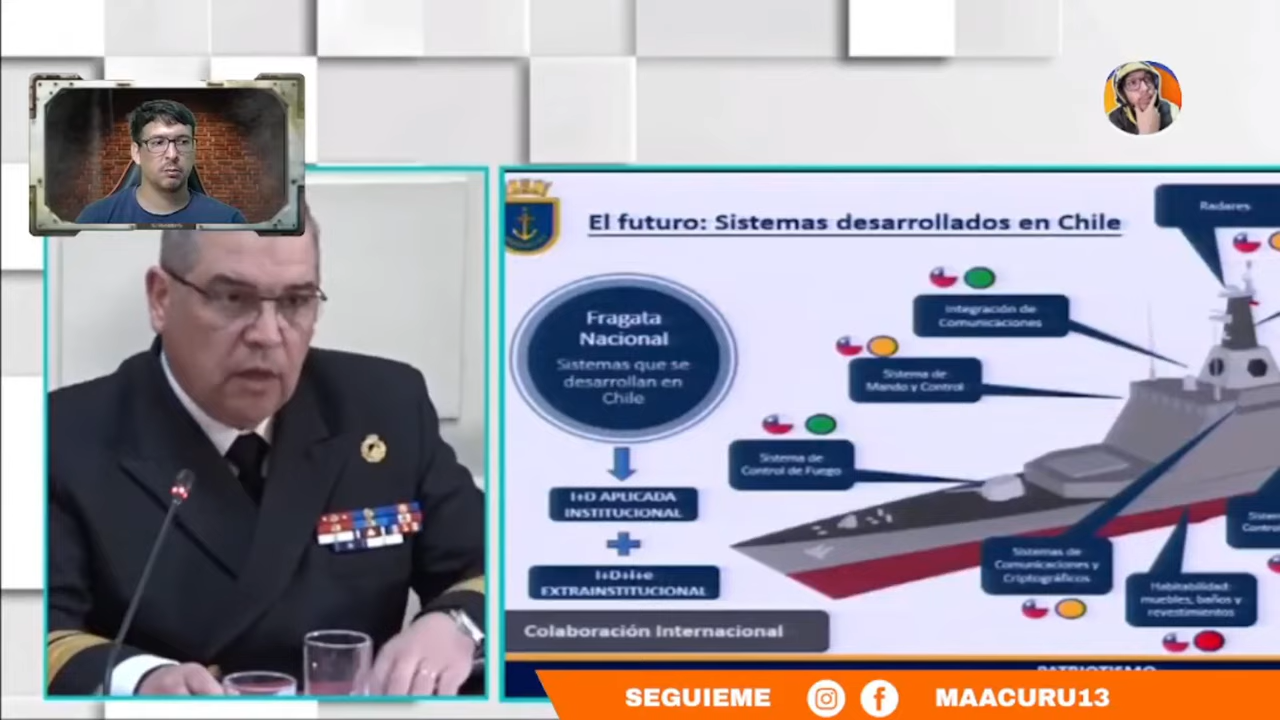 El futuro: Sistemas desarrollados en Chile
Radares
Fragata
Nacional
Sistemas que se
desarrollan en
Chile
Integración de
Comunicaciones
Sistema de
Mando y Control
Sistema de
Control de Fuego
I+D APLICADA
INSTITUCIONAL
I+D+i+e
EXTRAINSTITUCIONAL
Sistemas de
Comunicaciones y
Criptográficos
Habitabilidad:
muebles, baños y
revestimientos
Colaboración Internacional
PATRIOTISMO
SEGUIEME
MAACURU13